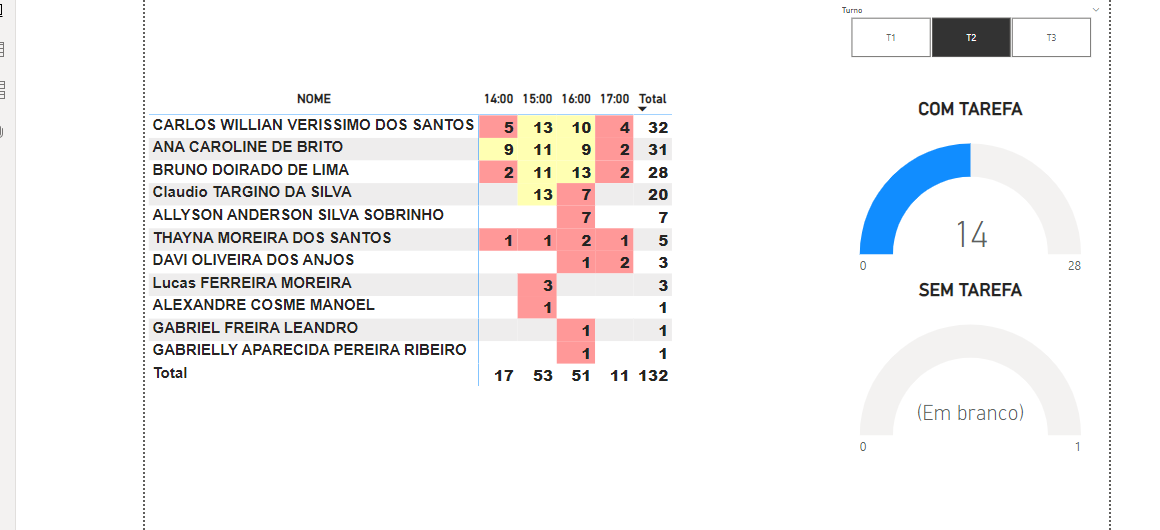 Turno
T1 T2 T3
NOME 14:00 15:00 16:00 17:00 Total
CARLOS WILLIAN VERISSIMO DOS SANTOS 5 13 10 4 32
ANA CAROLINE DE BRITO 9 11 9 2 31
BRUNO DOIRADO DE LIMA 2 11 13 2 28
Claudio TARGINO DA SILVA 13 7 20
ALLYSON ANDERSON SILVA SOBRINHO 7 7
THAYNA MOREIRA DOS SANTOS 1 1 2 1 5
DAVI OLIVEIRA DOS ANJOS 1 2 3
Lucas FERREIRA MOREIRA 3 3
ALEXANDRE COSME MANOEL 1 1
GABRIEL FREIRA LEANDRO 1 1
GABRIELLY APARECIDA PEREIRA RIBEIRO 1 1
Total 17 53 51 11 132
COM TAREFA
14
0 28
SEM TAREFA
(Em branco)
0 1